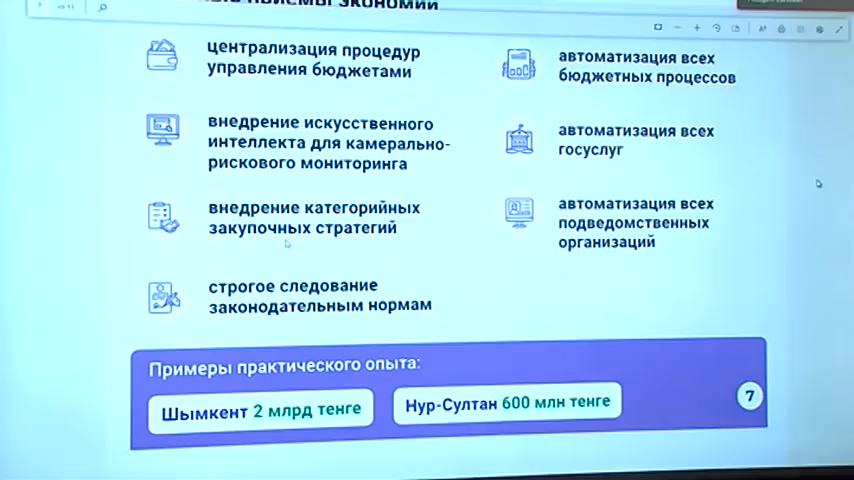 экономии
централизация процедур
управления бюджетами
внедрение искусственного
интеллекта для камерально-
рискового мониторинга
внедрение категорийных
закупочных стратегий
строгое следование
законодательным нормам
автоматизация всех
бюджетных процессов
автоматизация всех
госуслуг
автоматизация всех
подведомственных
организаций
Примеры практического опыта:
Шымкент 2 млрд тенге
Нур-Султан 600 млн тенге
7